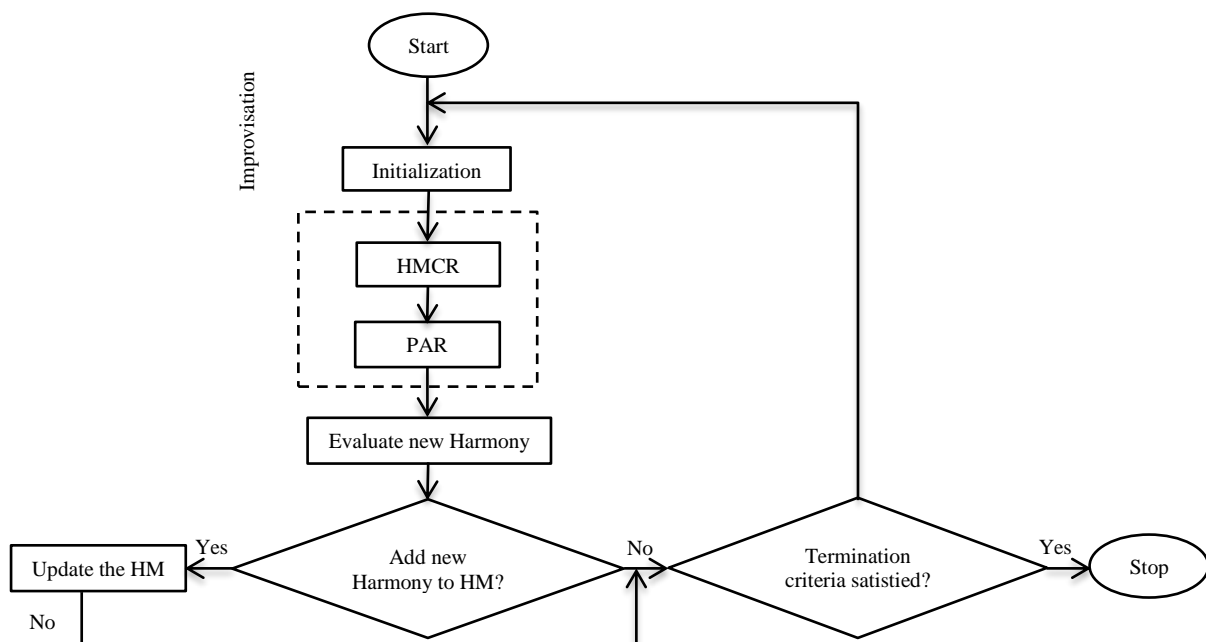 Start
Improvisation
Initialization
HMCR
PAR
Evaluate new Harmony
Add new
Harmony to HM?
Yes
Update the HM
No
No
Termination
criteria satistied?
Yes
Stop